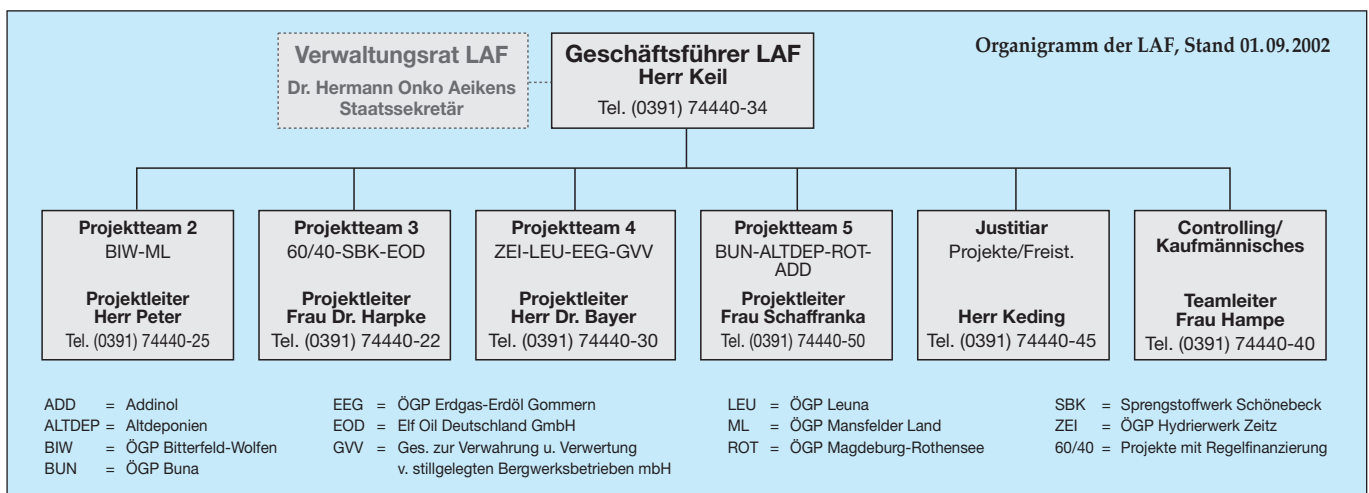 Organigramm der LAF, Stand 01.09.2002
Verwaltungsrat LAF
Dr. Hermann Onko Aeikens
Staatssekretär
Geschäftsführer LAF
Herr Keil
Tel. (0391) 74440-34
Projektteam 2
BIW-ML
Projektleiter
Herr Peter
Tel. (0391) 74440-25
Projektteam 3
60/40-SBK-EOD
Projektleiter
Frau Dr. Harpke
Tel. (0391) 74440-22
Projektteam 4
ZEI-LEU-EEG-GVV
Projektleiter
Herr Dr. Bayer
Tel. (0391) 74440-30
Projektteam 5
BUN-ALTDEP-ROT-
ADD
Projektleiter
Frau Schaffranka
Tel. (0391) 74440-50
Justitiar
Projekte/Freist.
Herr Keding
Tel. (0391) 74440-45
Controlling/
Kaufmännisches
Teamleiter
Frau Hampe
Tel. (0391) 74440-40
ADD = Addinol
ALTDEP = Altdeponien
BIW = ÖGP Bitterfeld-Wolfen
BUN = ÖGP Buna
EEG = ÖGP Erdgas-Erdöl Gommern
EOD = Elf Oil Deutschland GmbH
GVV = Ges. zur Verwahrung u. Verwertung
v. stillgelegten Bergwerksbetrieben mbH
LEU = ÖGP Leuna
ML = ÖGP Mansfelder Land
ROT = ÖGP Magdeburg-Rothensee
SBK = Sprengstoffwerk Schönebeck
ZEI = ÖGP Hydrierwerk Zeitz
60/40 = Projekte mit Regelfinanzierung